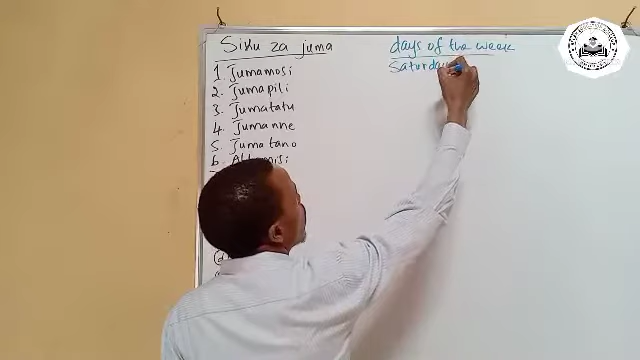 Siku za juma
1. Jumamosi
2. Jumapili
3. Jumatatu
4. Jumanne
5. Jumatano
6. Alhamisi
days of the week
Saturday